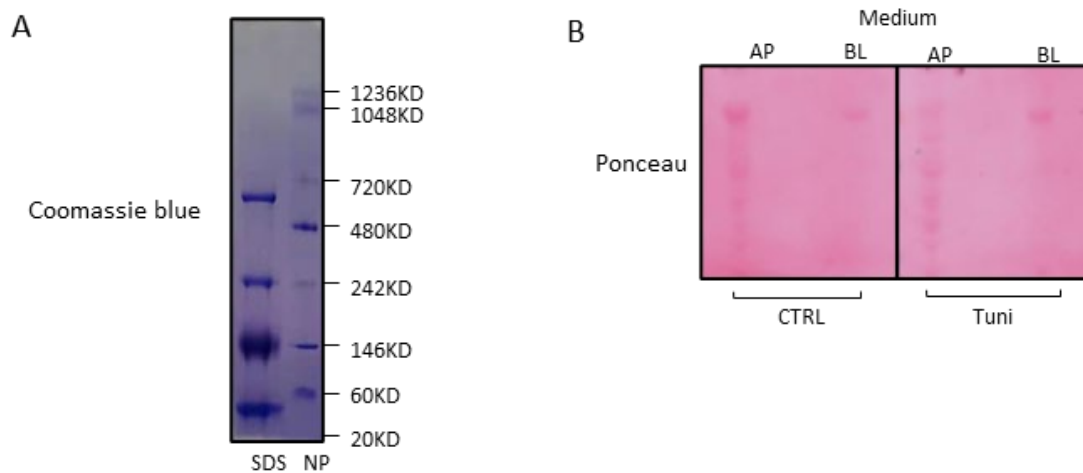 A
Coomassie blue
1236KD
1048KD
720KD
480KD
242KD
146KD
60KD
20KD
SDS NP
B
Medium
AP BL AP BL
Ponceau
CTRL Tuni